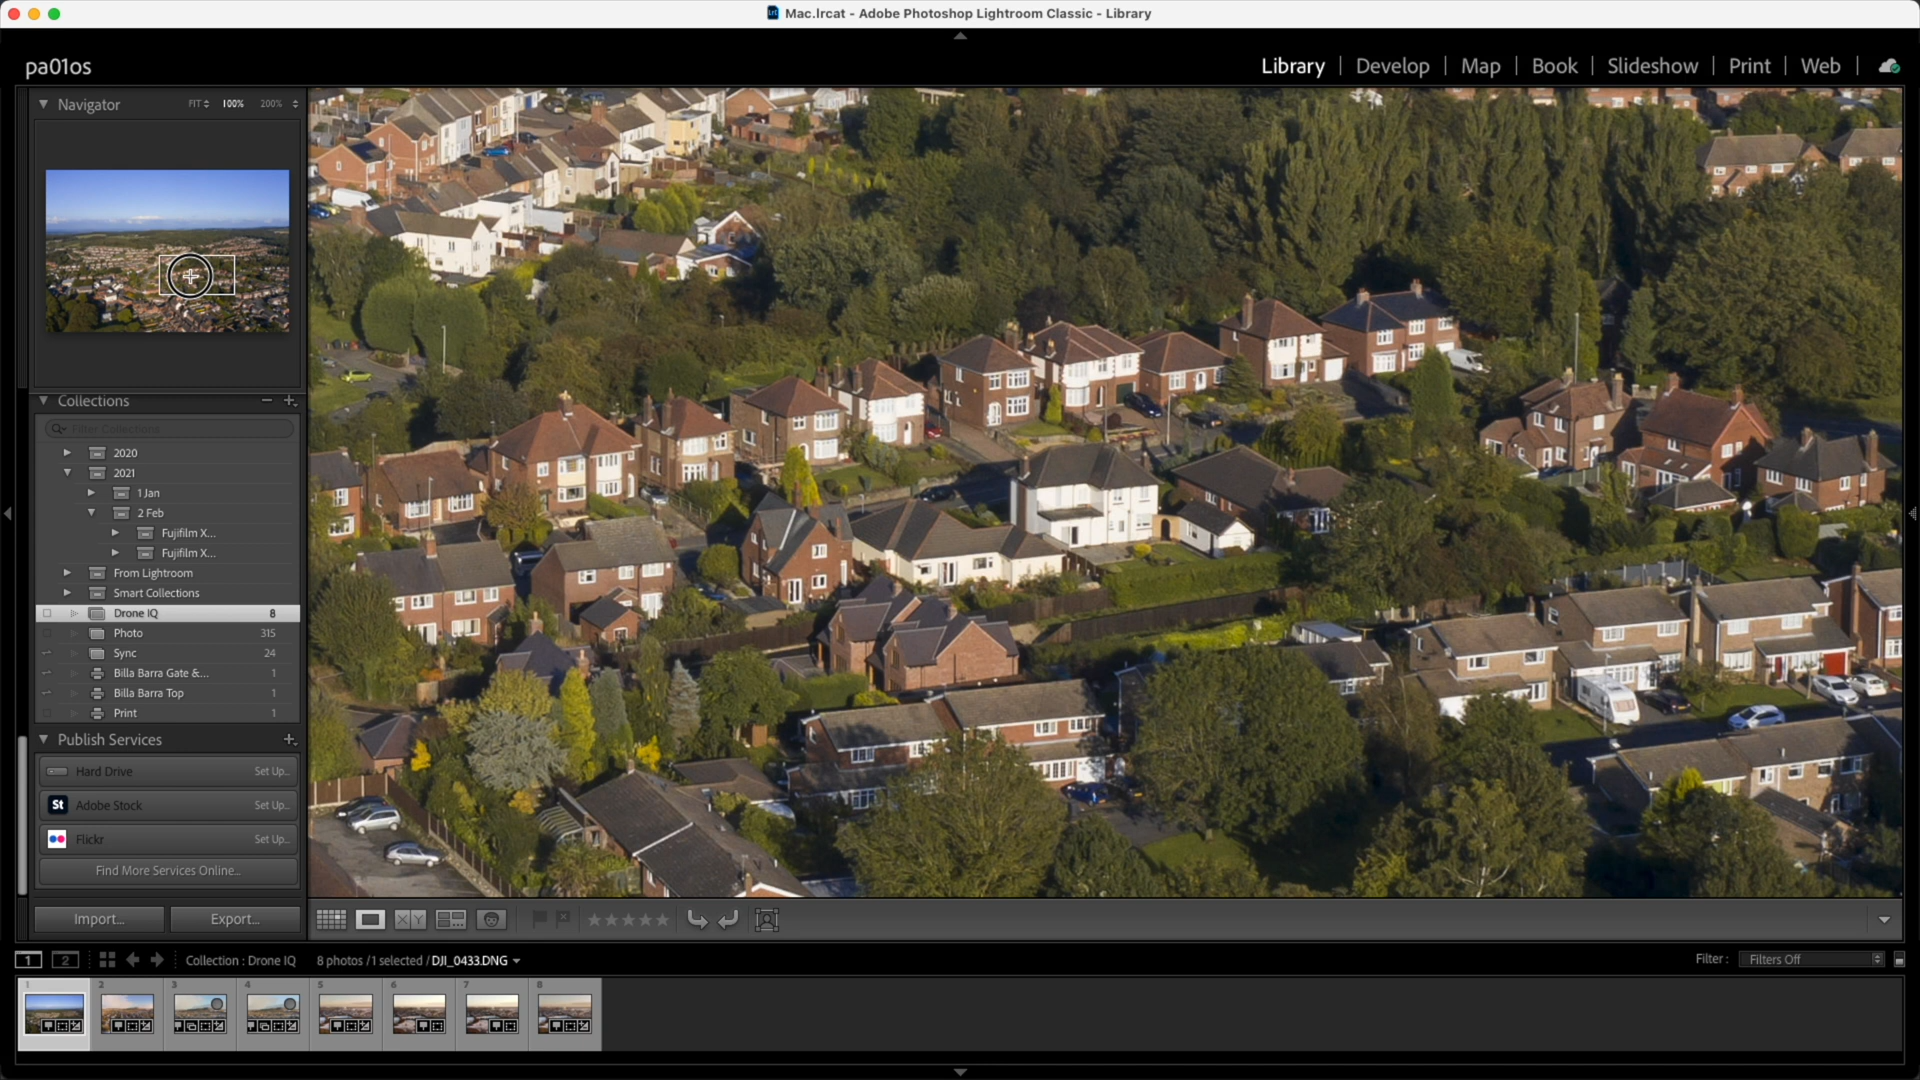 Mac.lrcat - Adobe Photoshop Lightroom Classic - Library
pa01os
Library | Develop | Map | Book | Slideshow | Print | Web |
Navigator FIT 100% 200%
Collections
Filter Collections
2020
2021
1 Jan
2 Feb
Fujifilm X...
Fujifilm X...
From Lightroom
Smart Collections
Drone IQ 8
Photo 315
Sync 24
Billa Barra Gate &... 1
Billa Barra Top 1
Print 1
Publish Services
Hard Drive Set Up...
St Adobe Stock Set Up...
Flickr Set Up...
Find More Services Online...
Import... Export...
X Y
1 2 Collection : Drone IQ 8 photos / 1 selected / DJI_0433.DNG Filter : Filters Off
1 2 3 4 5 6 7 8